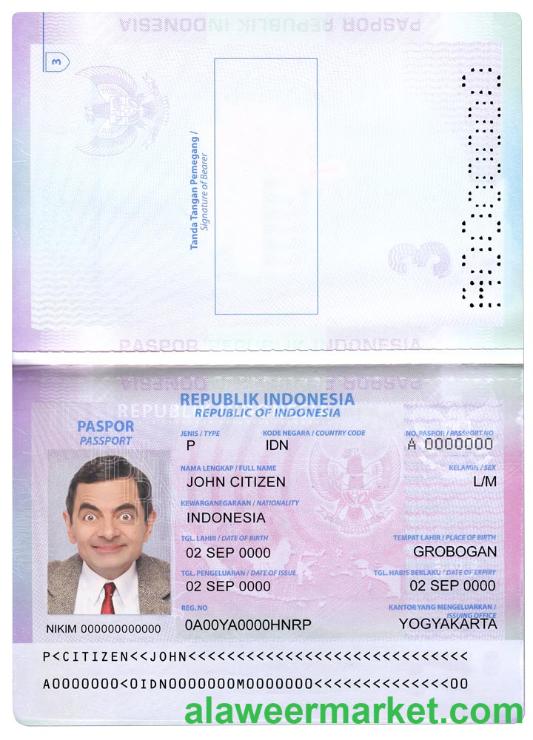 PASPOR REPUBLIK INDONESIA
3
Tanda Tangan Pemegang /
Signature of Bearer
A0000000
3
PASPOR REPUBLIK INDONESIA
REPUBLIK INDONESIA
REPUBLIC OF INDONESIA
PASPOR
PASSPORT
JENIS / TYPE KODE NEGARA / COUNTRY CODE NO. PASPOR / PASSPORT NO
P IDN A 0000000
NAMA LENGKAP / FULL NAME KELAMIN / SEX
JOHN CITIZEN L/M
KEWARGANEGARAAN / NATIONALITY
INDONESIA
TGL. LAHIR / DATE OF BIRTH TEMPAT LAHIR / PLACE OF BIRTH
02 SEP 0000 GROBOGAN
TGL. PENGELUARAN / DATE OF ISSUE TGL. HABIS BERLAKU / DATE OF EXPIRY
02 SEP 0000 02 SEP 0000
REG. NO KANTOR YANG MENGELUARKAN /
ISSUING OFFICE
0A00YA0000HNRP YOGYAKARTA
NIKIM 000000000000
P<CITIZEN<<JOHN<<<<<<<<<<<<<<<<<<<<<<<<<<<<<
A0000000<0IDN0000000M0000000<<<<<<<<<<<<<<00
alaweermarket.com